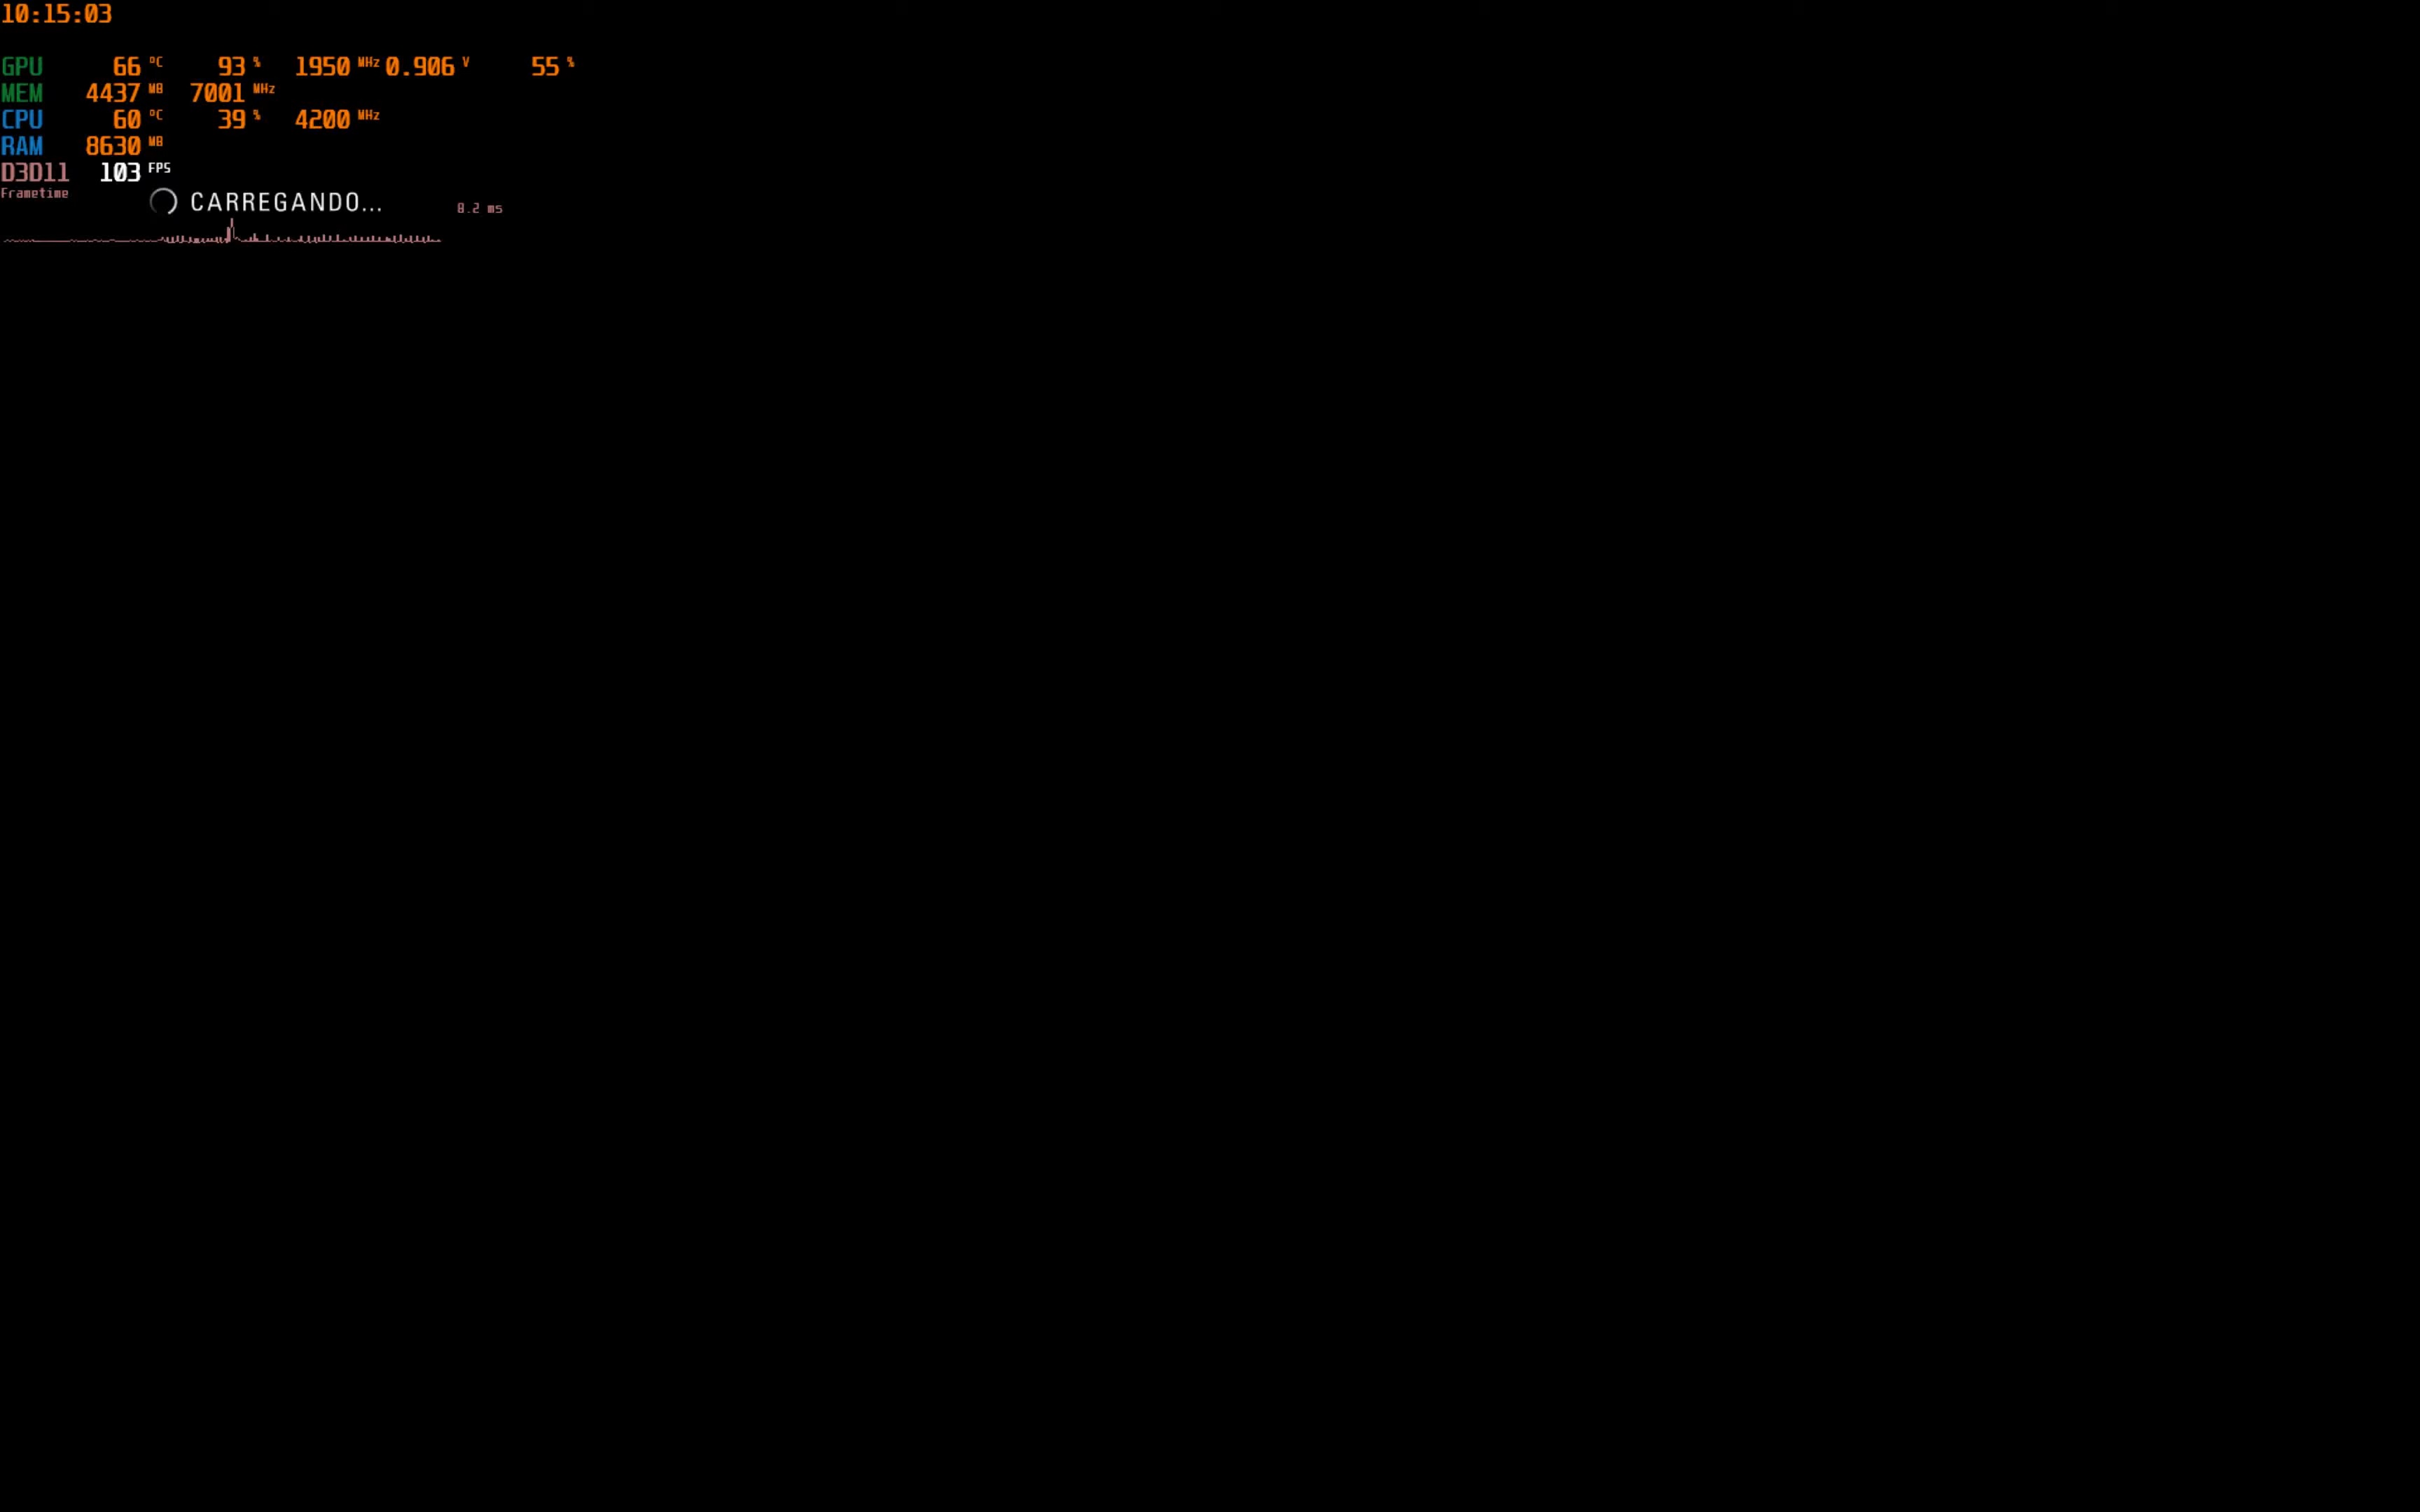 10:15:03
GPU 66 °C 93 % 1950 MHz 0.906 V 55 %
MEM 4437 MB 7001 MHz
CPU 60 °C 39 % 4200 MHz
RAM 8630 MB
D3D11 103 FPS
Frametime
CARREGANDO... 8.2 ms